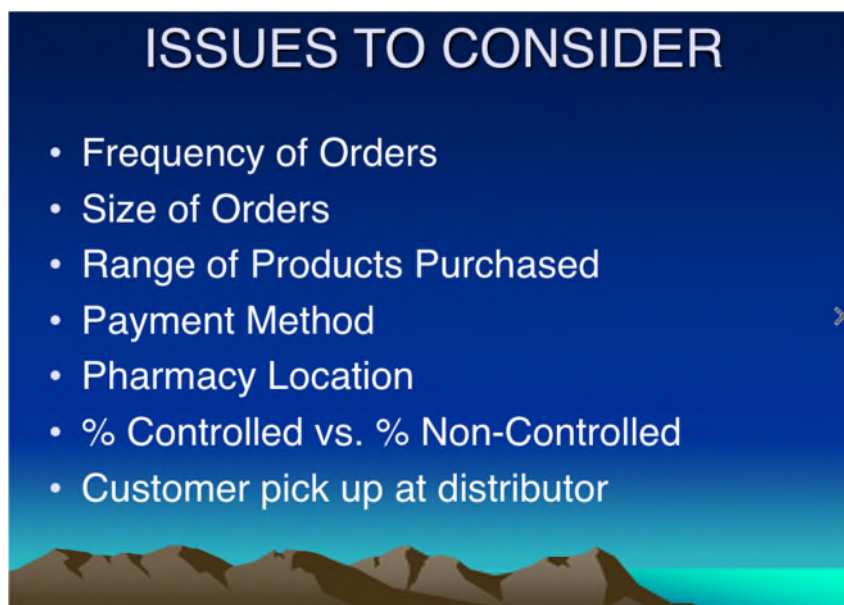 ISSUES TO CONSIDER
• Frequency of Orders
• Size of Orders
• Range of Products Purchased
• Payment Method
• Pharmacy Location
• % Controlled vs. % Non-Controlled
• Customer pick up at distributor